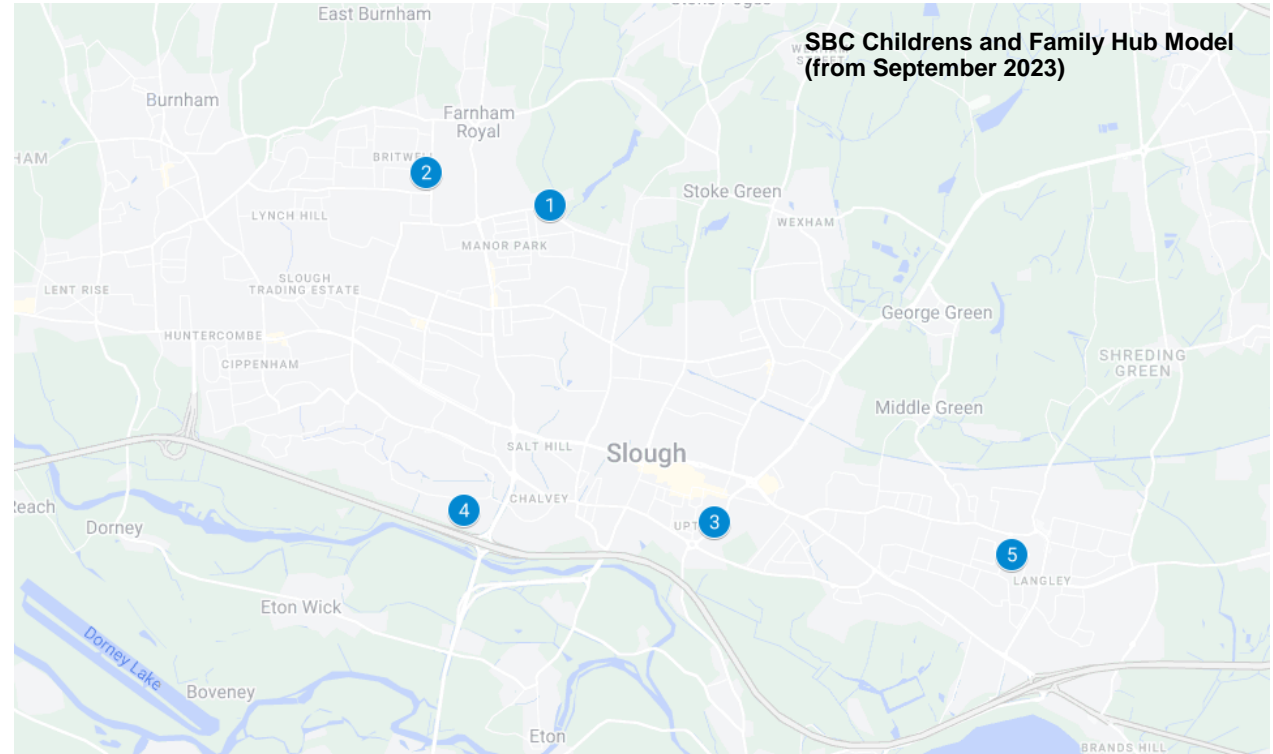 East Burnham
SBC Childrens and Family Hub Model
(from September 2023)
Burnham
Farnham
Royal
BRITWELL
2
Stoke Green
1
LYNCH HILL
WEXHAM
MANOR PARK
SLOUGH
TRADING ESTATE
LENT RISE
George Green
HUNTERCOMBE
CIPPENHAM
SHREDING
GREEN
Middle Green
SALT HILL
Slough
CHALVEY
4
3
Dorney
5
LANGLEY
Eton Wick
Dorney Lake
Boveney
Eton
BRANDS HILL